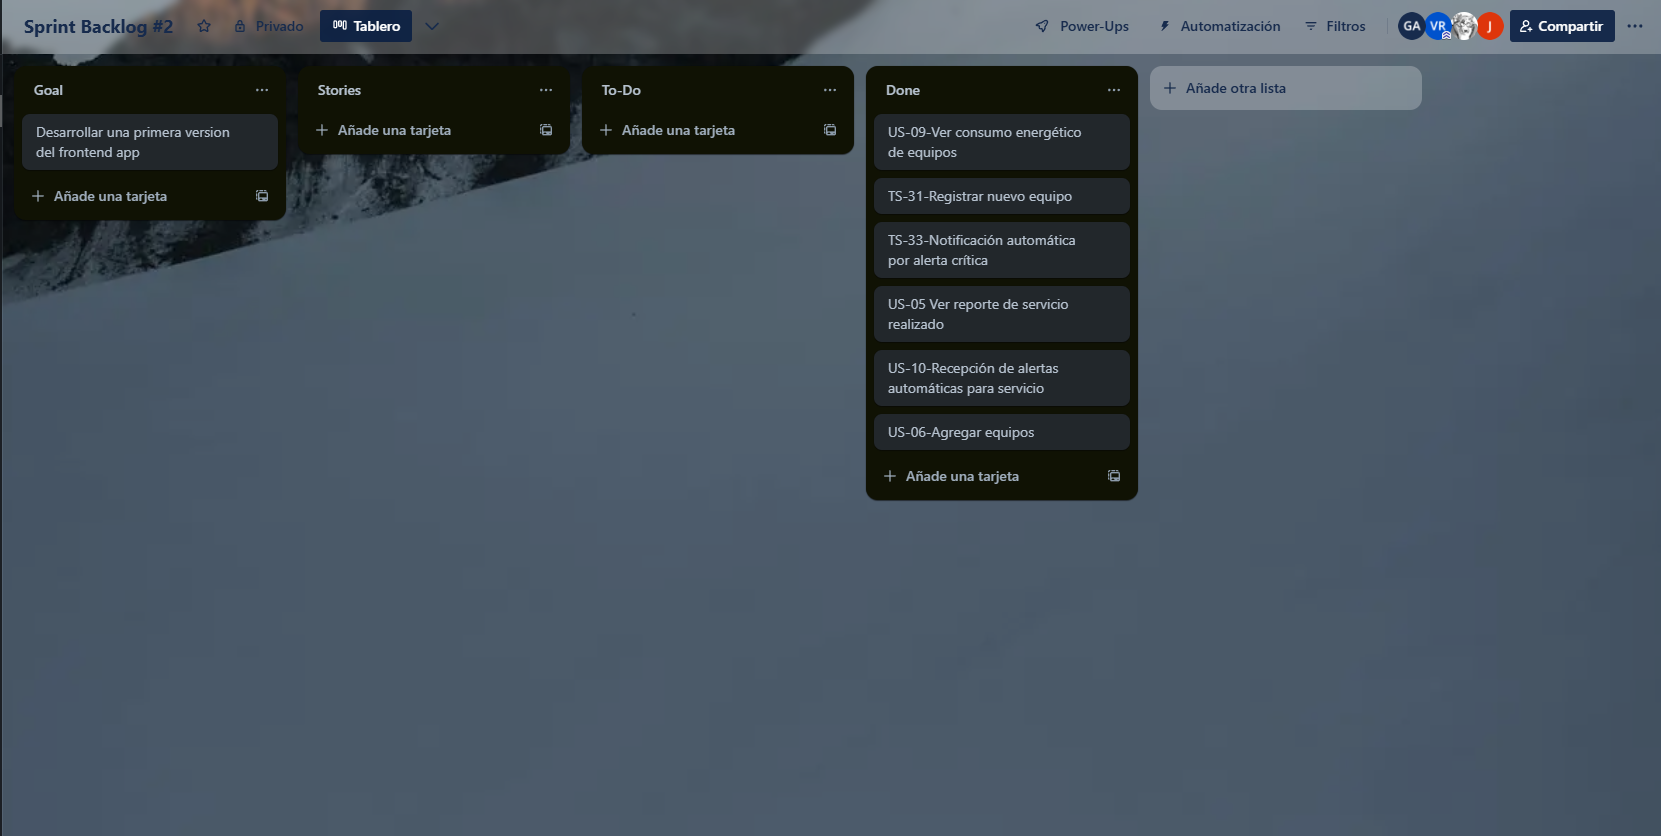 Sprint Backlog #2
Privado
Tablero
Power-Ups
Automatización
Filtros
GA
VR
J
Compartir
Goal
Desarrollar una primera version
del frontend app
Añade una tarjeta
Stories
Añade una tarjeta
To-Do
Añade una tarjeta
Done
US-09-Ver consumo energético
de equipos
TS-31-Registrar nuevo equipo
TS-33-Notificación automática
por alerta crítica
US-05 Ver reporte de servicio
realizado
US-10-Recepción de alertas
automáticas para servicio
US-06-Agregar equipos
Añade una tarjeta
Añade otra lista